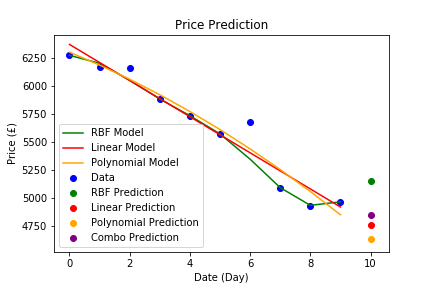 Price Prediction
Price (£)
6250
6000
5750
5500
5250
5000
4750
RBF Model
Linear Model
Polynomial Model
Data
RBF Prediction
Linear Prediction
Polynomial Prediction
Combo Prediction
0 2 4 6 8 10
Date (Day)